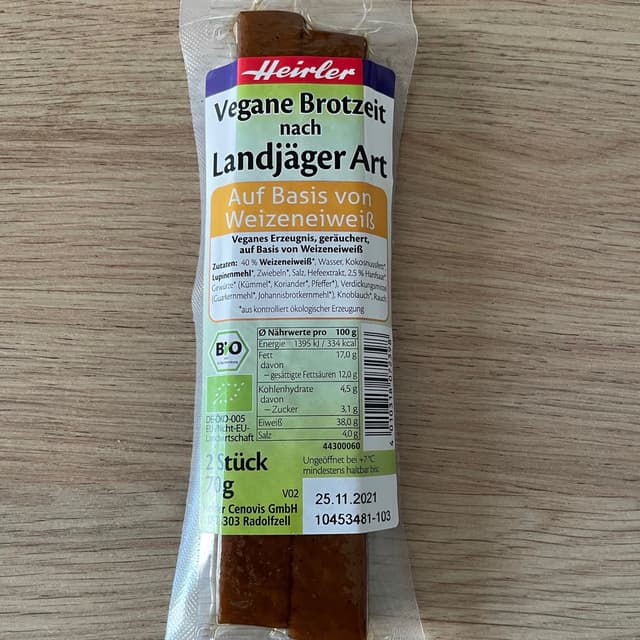 Heirler
Vegane Brotzeit
nach
Landjäger Art
Auf Basis von
Weizeneiweiß
Veganes Erzeugnis, geräuchert,
auf Basis von Weizeneiweiß
Zutaten: 40 % Weizeneiweiß*, Wasser, Kokosnussfett*,
Lupinenmehl*, Zwiebeln*, Salz, Hefeextrakt, 2,5 % Hanfsaat*,
Gewürze* (Kümmel*, Koriander*, Pfeffer*), Verdickungsmittel
(Guarkernmehl*, Johannisbrotkernmehl*), Knoblauch*, Rauch
*aus kontrolliert ökologischer Erzeugung
Ø Nährwerte pro 100 g
Energie 1395 kJ / 334 kcal
Fett 17,0 g
davon
– gesättigte Fettsäuren 12,0 g
Kohlenhydrate 4,5 g
davon
– Zucker 3,1 g
Eiweiß 38,0 g
Salz 4,0 g
44300060
BIO
DE-ÖKO-005
EU-/Nicht-EU-
Landwirtschaft
2 Stück
70 g
V02
Cenovis GmbH
303 Radolfzell
Ungeöffnet bei +7°C
mindestens haltbar bis:
25.11.2021
10453481-103